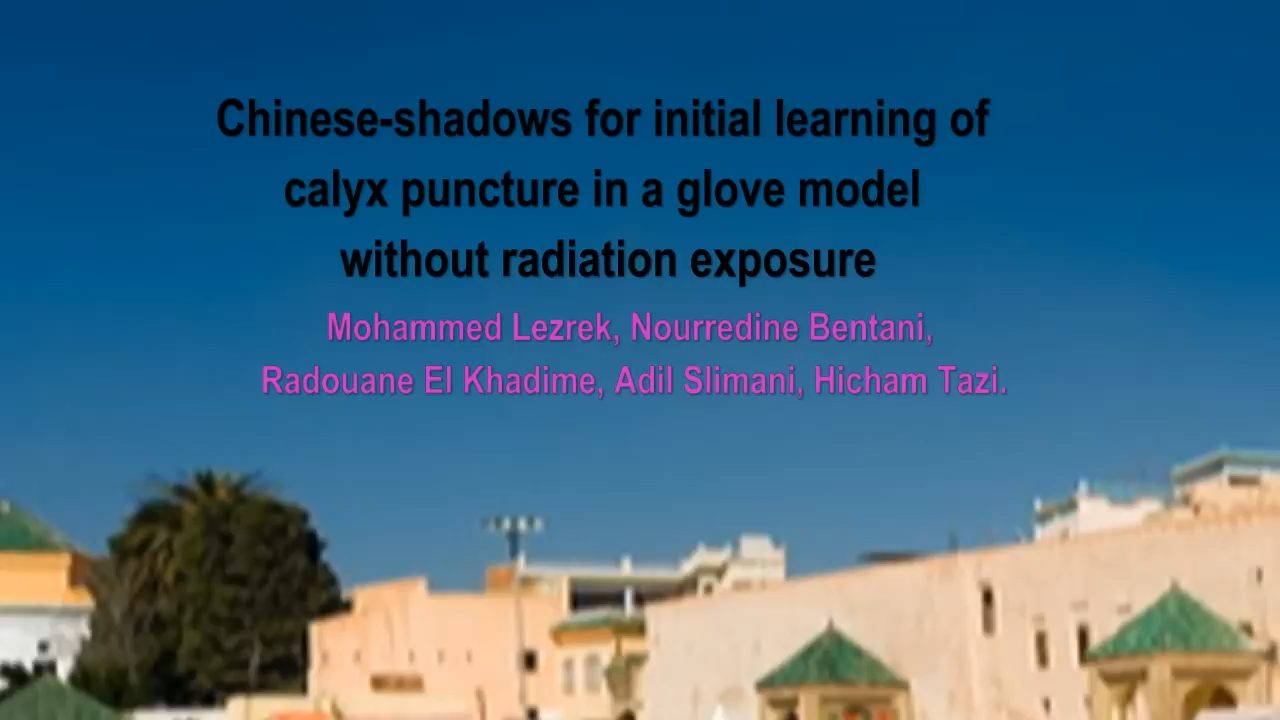 Chinese-shadows for initial learning of
calyx puncture in a glove model
without radiation exposure
Mohammed Lezrek, Nourredine Bentani,
Radouane El Khadime, Adil Slimani, Hicham Tazi.